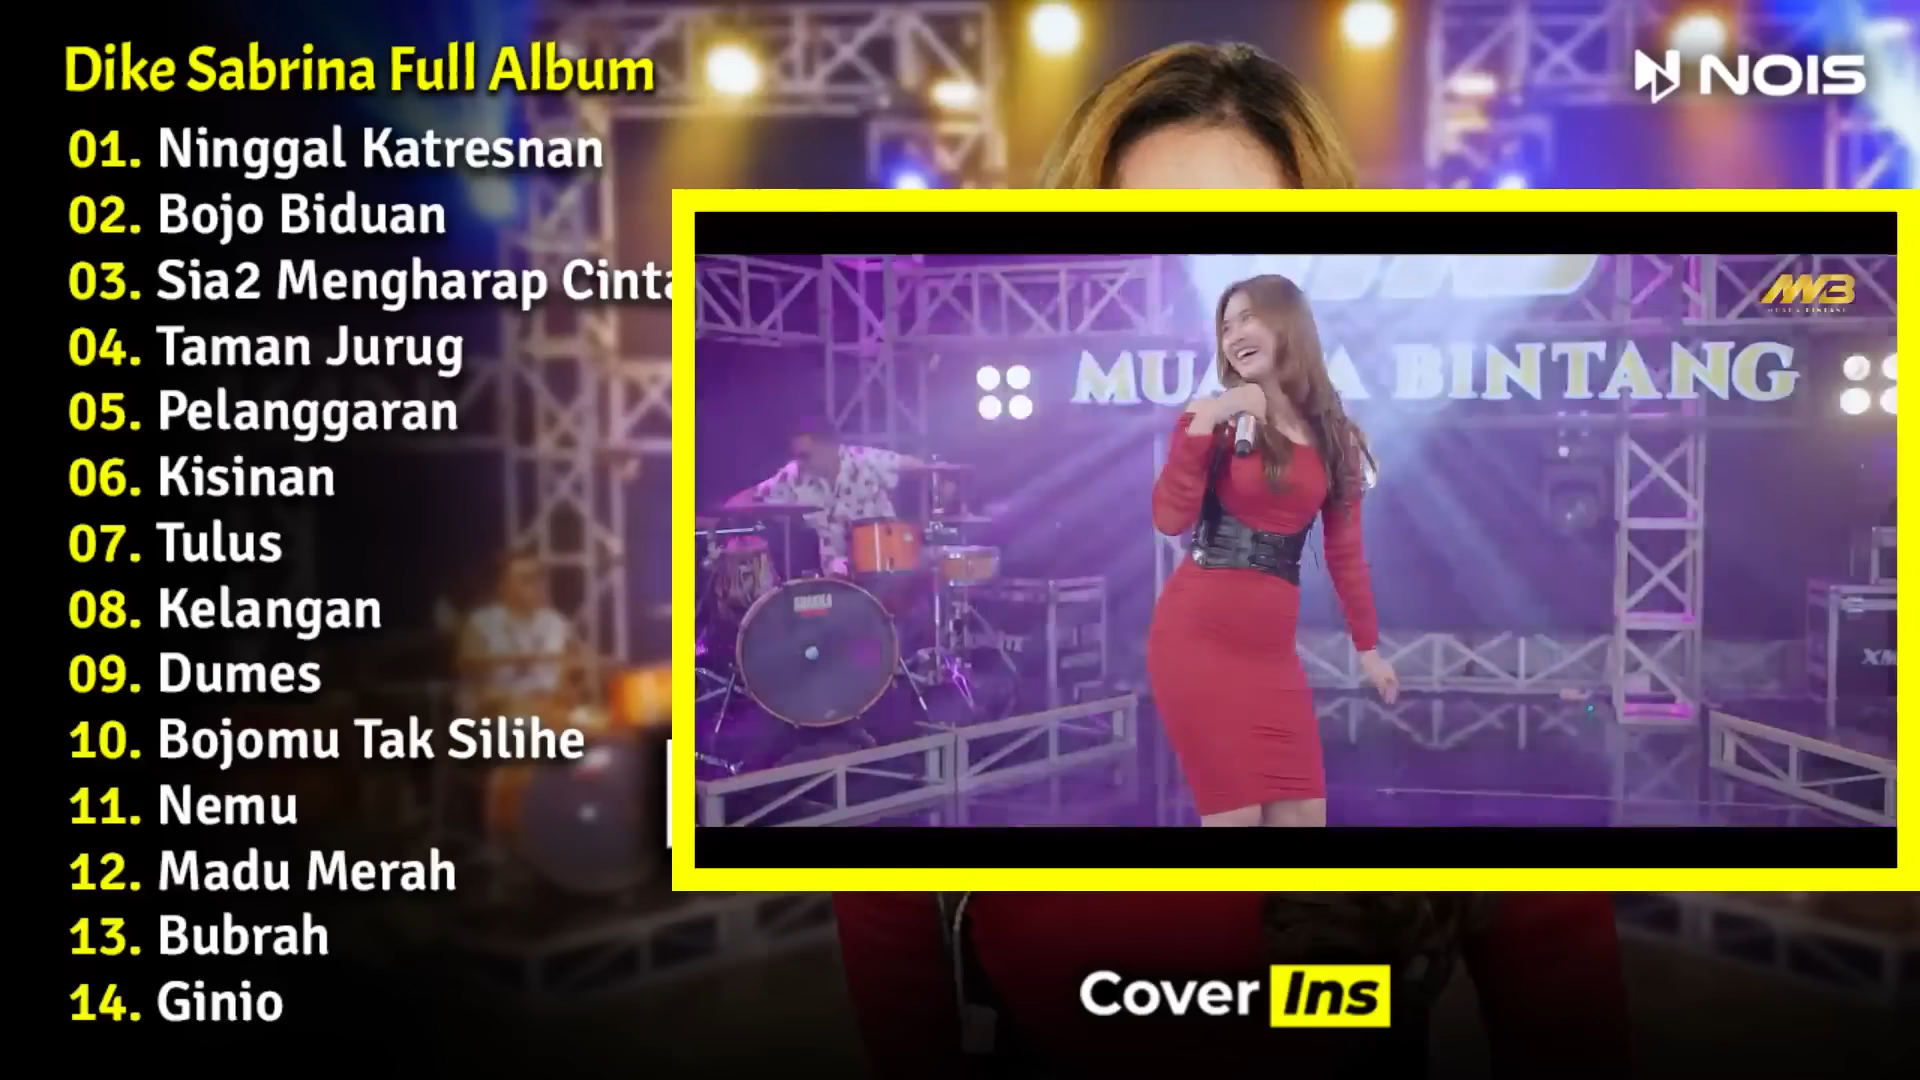 Dike Sabrina Full Album
NOIS
01. Ninggal Katresnan
02. Bojo Biduan
03. Sia2 Mengharap Cinta
04. Taman Jurug
05. Pelanggaran
06. Kisinan
07. Tulus
08. Kelangan
09. Dumes
10. Bojomu Tak Silihe
11. Nemu
12. Madu Merah
13. Bubrah
14. Ginio
MB
BINTANG
Cover Ins